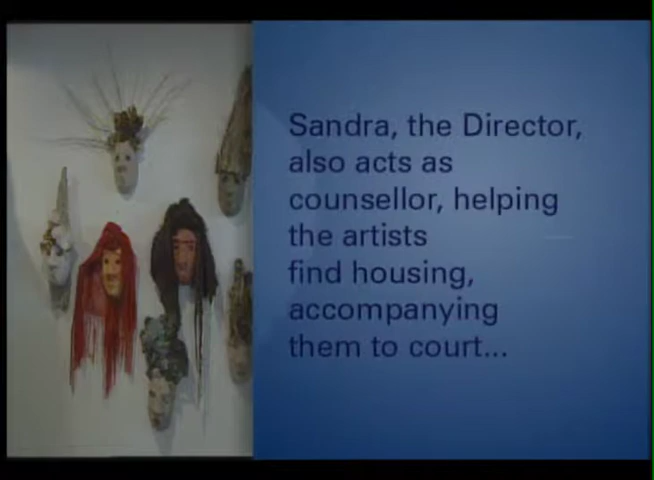 Sandra, the Director,
also acts as
counsellor, helping
the artists
find housing,
accompanying
them to court...